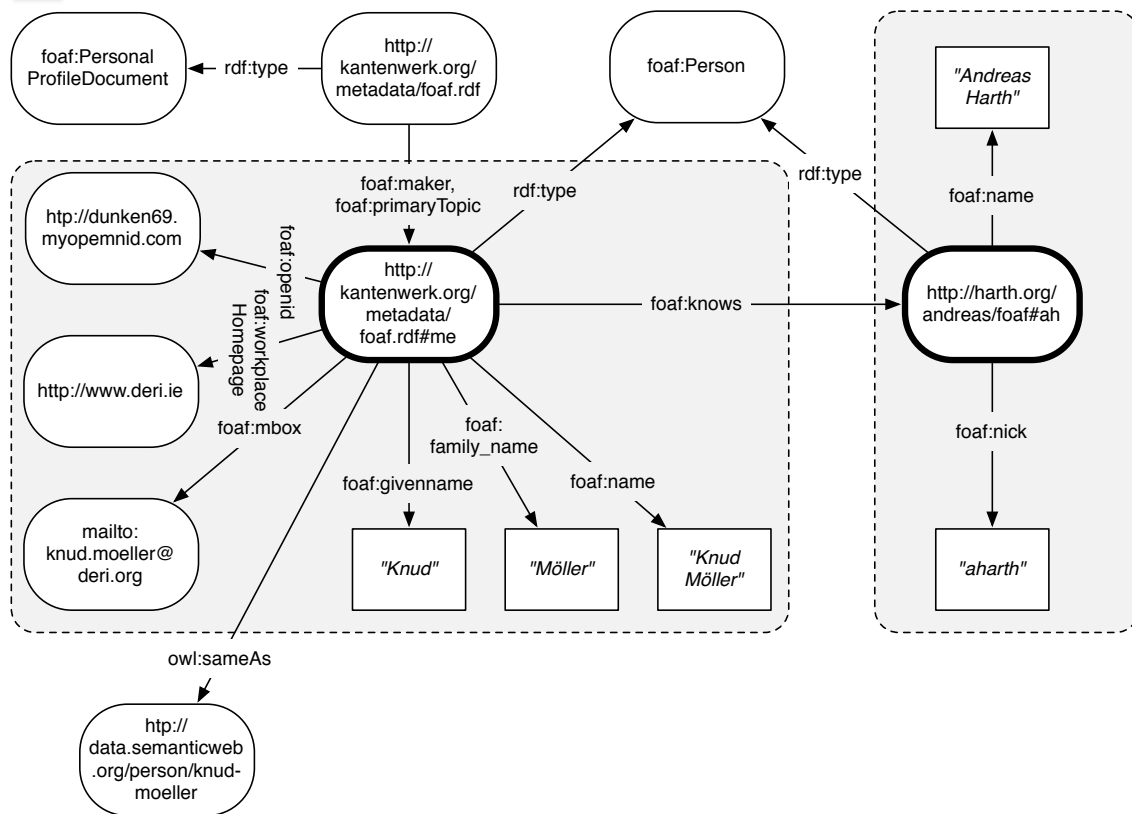 foaf:Personal
ProfileDocument
rdf:type
http://
kantenwerk.org/
metadata/foaf.rdf
foaf:Person
"Andreas
Harth"
foaf:maker,
foaf:primaryTopic
rdf:type
rdf:type
foaf:name
htp://dunken69.
myopemnid.com
foaf:openid
http://
kantenwerk.org/
metadata/
foaf.rdf#me
foaf:knows
http://harth.org/
andreas/foaf#ah
http://www.deri.ie
foaf:workplace
Homepage
foaf:mbox
foaf:
family_name
foaf:nick
foaf:givenname
foaf:name
mailto:
knud.moeller@
deri.org
"Knud"
"Möller"
"Knud
Möller"
"aharth"
owl:sameAs
htp://
data.semanticweb
.org/person/knud-
moeller